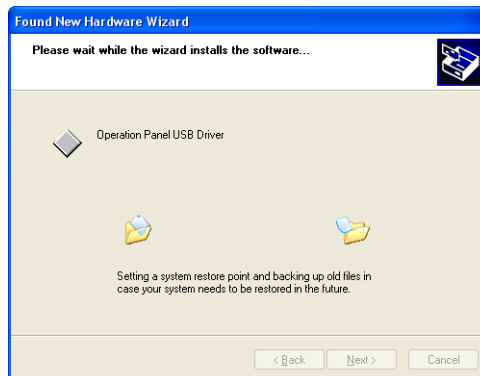 Found New Hardware Wizard
Please wait while the wizard installs the software...
Operation Panel USB Driver
Setting a system restore point and backing up old files in
case your system needs to be restored in the future.
< Back
Next >
Cancel